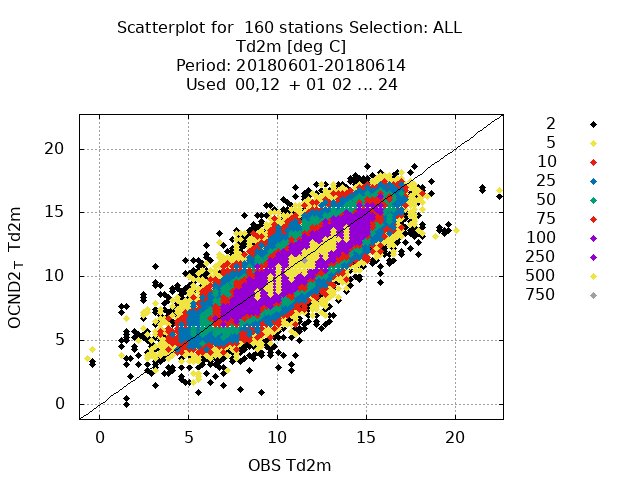 Scatterplot for  160 stations Selection: ALL
Td2m [deg C]
Period: 20180601-20180614
Used  00,12  + 01 02 ... 24
2
5
10
25
50
75
100
250
500
750
20
15
10
5
0
OCND2_T  Td2m
0 5 10 15 20
OBS Td2m